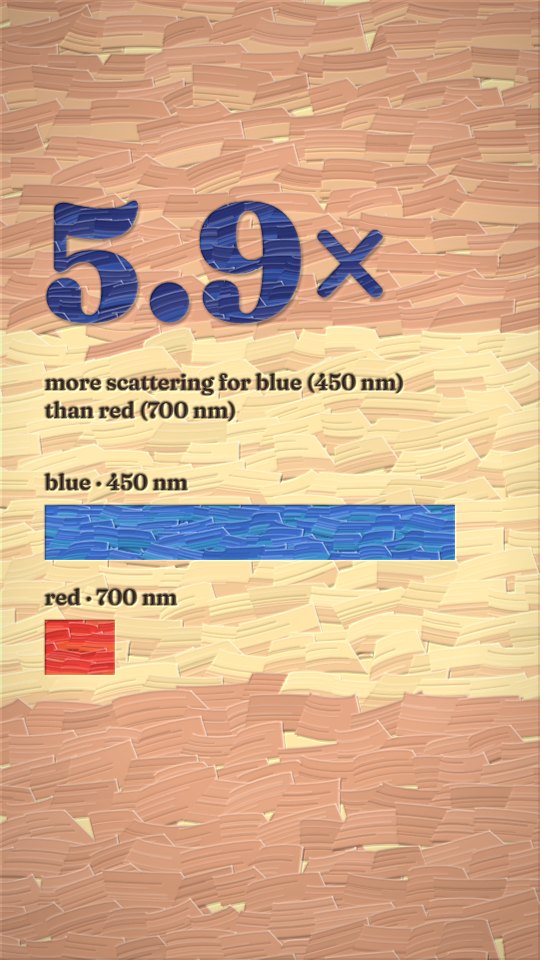 5.9×
more scattering for blue (450 nm)
than red (700 nm)
blue · 450 nm
red · 700 nm